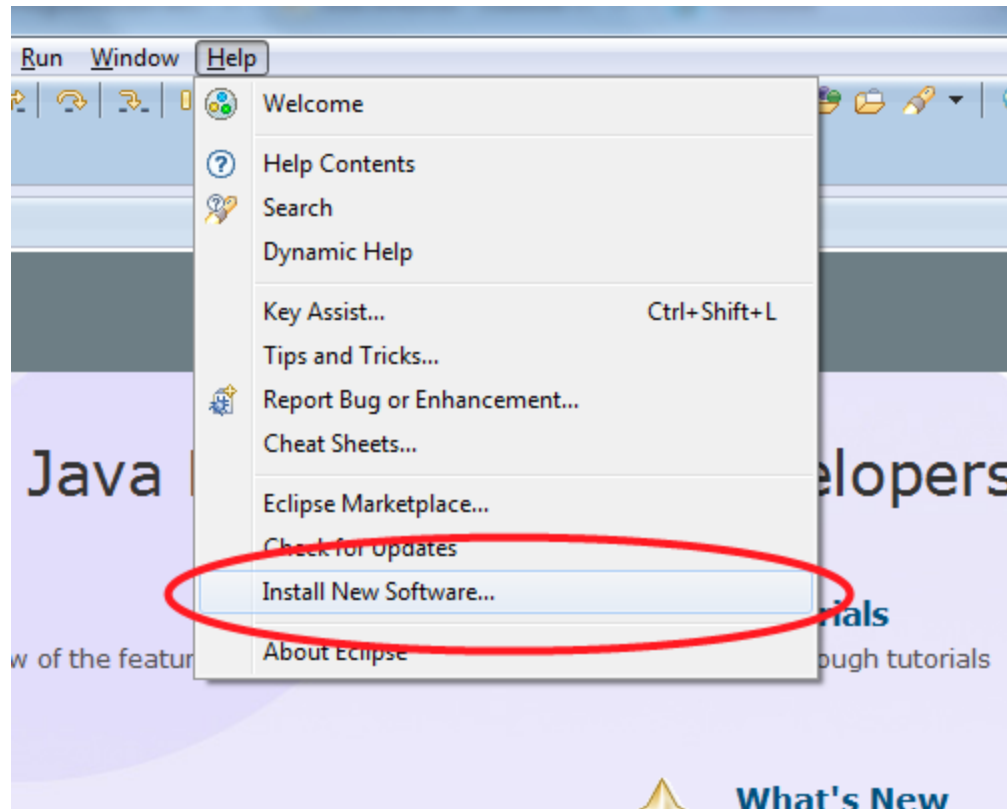 Run Window Help
Welcome
Help Contents
Search
Dynamic Help
Key Assist... Ctrl+Shift+L
Tips and Tricks...
Report Bug or Enhancement...
Cheat Sheets...
Java elopers
Eclipse Marketplace...
Check for Updates
Install New Software...
rials
About Eclipse
w of the featur ough tutorials
What's New